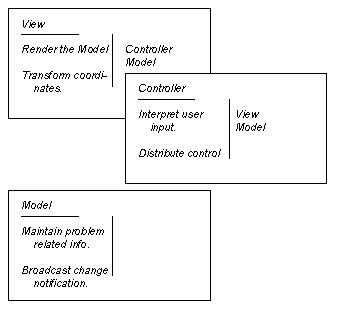 View
Render the Model
Controller
Model
Transform coordi-
nates.
Controller
Interpret user
input.
View
Model
Distribute control
Model
Maintain problem
related info.
Broadcast change
notification.